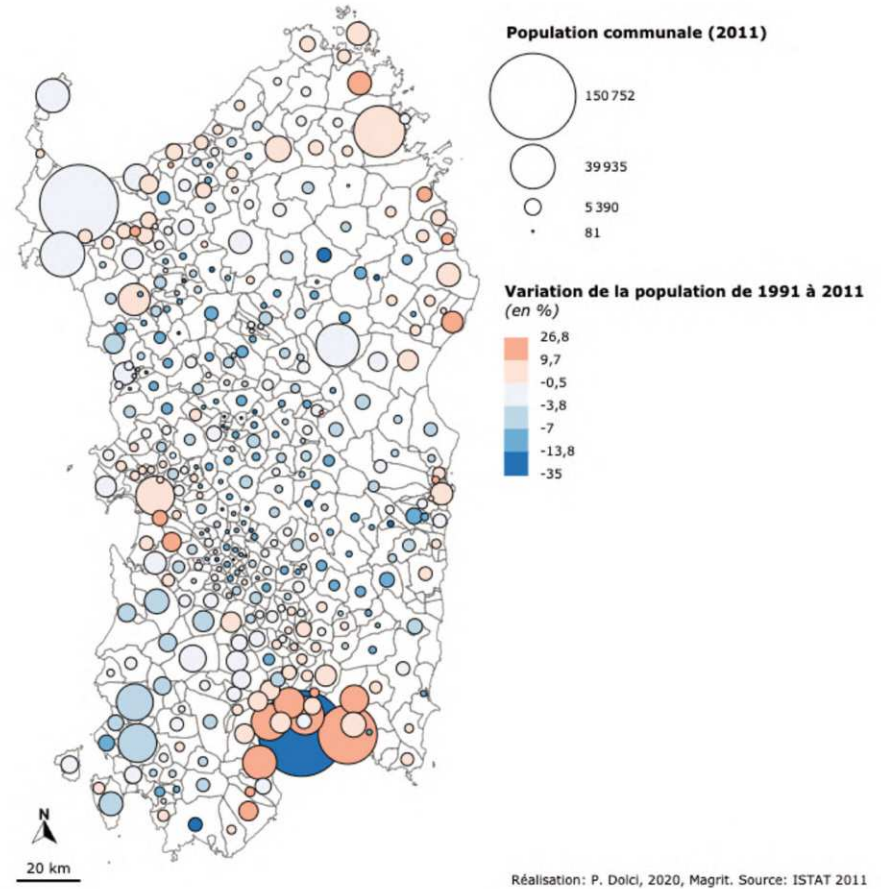 Population communale (2011)
150 752
39 935
5 390
81
Variation de la population de 1991 à 2011
(en %)
26,8
9,7
-0,5
-3,8
-7
-13,8
-35
N
20 km
Réalisation: P. Dolci, 2020, Magrit. Source: ISTAT 2011